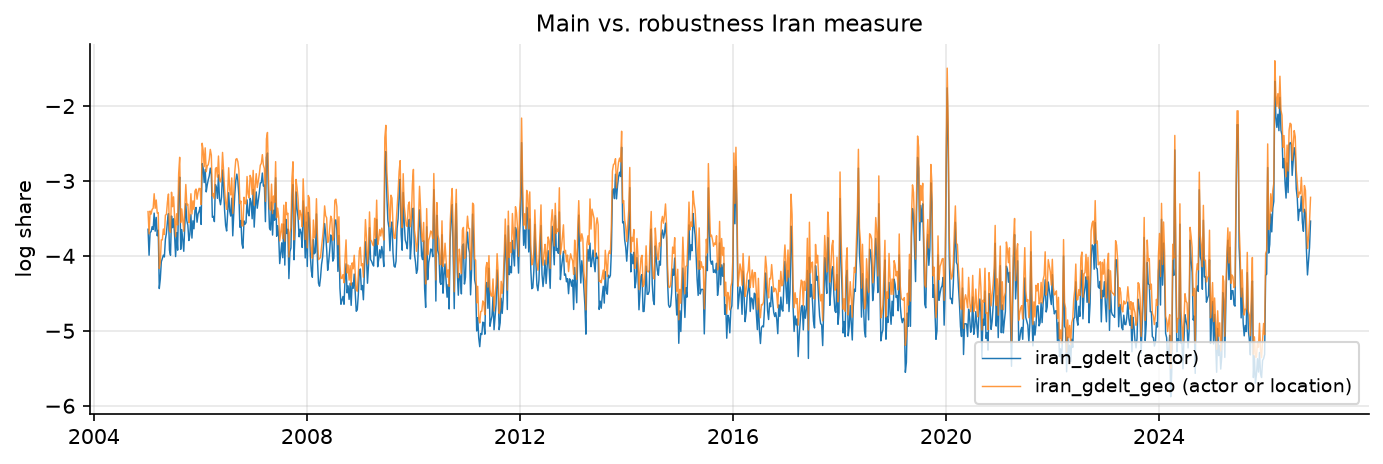 Main vs. robustness Iran measure
log share
−2
−3
−4
−5
−6
2004
2008
2012
2016
2020
2024
iran_gdelt (actor)
iran_gdelt_geo (actor or location)